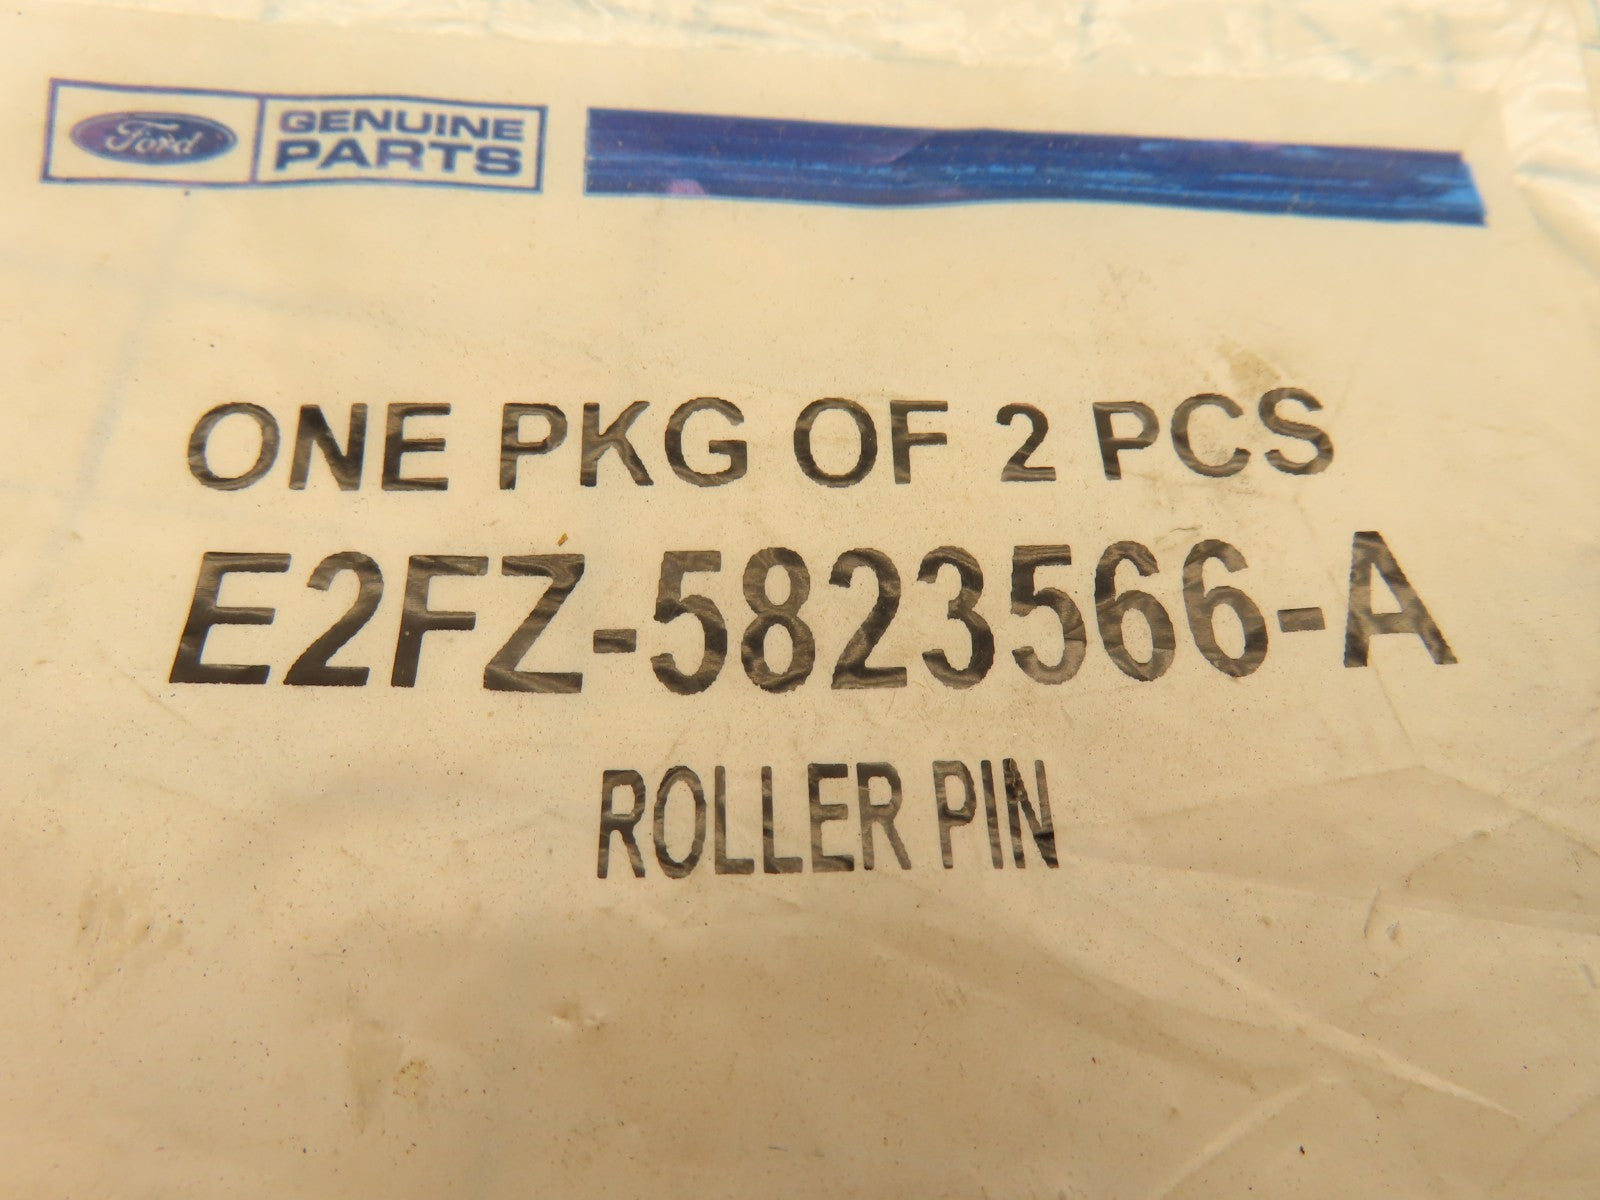 Ford GENUINE
PARTS
ONE PKG OF 2 PCS
E2FZ-5823566-A
ROLLER PIN